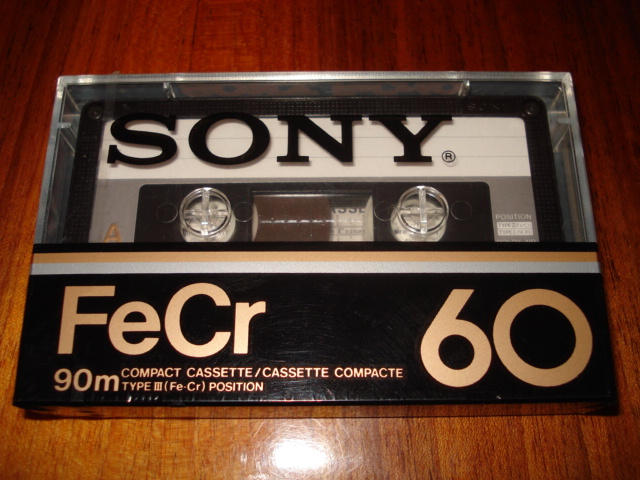 SONY®
A
POSITION
FeCr
60
90m COMPACT CASSETTE/CASSETTE COMPACTE
TYPE III (Fe-Cr) POSITION